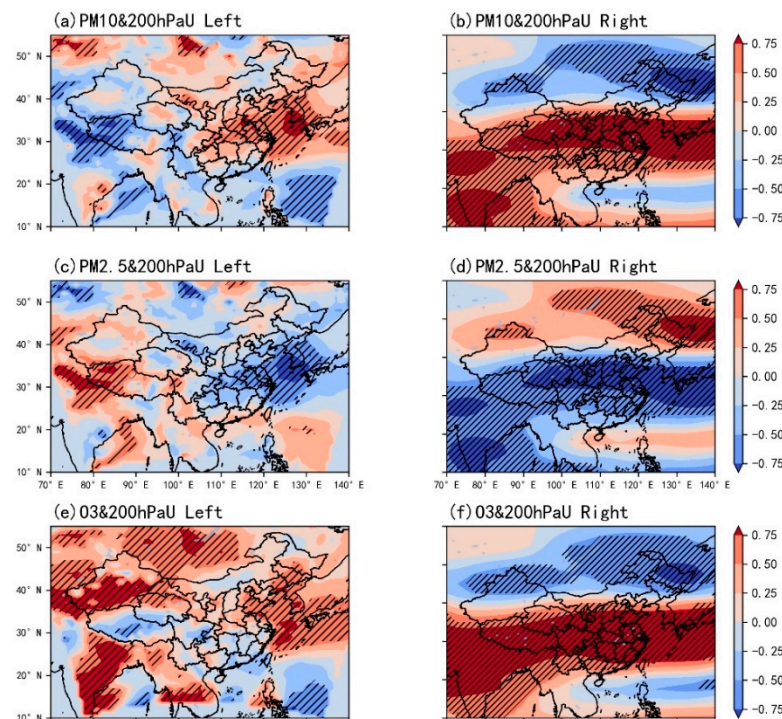 (a)PM10&200hPaU Left
(b)PM10&200hPaU Right
50° N
40° N
30° N
20° N
10° N
0.75
0.50
0.25
0.00
-0.25
-0.50
-0.75
(c)PM2.5&200hPaU Left
(d)PM2.5&200hPaU Right
50° N
40° N
30° N
20° N
10° N
70° E 80° E 90° E 100° E 110° E 120° E 130° E 140° E
70° E 80° E 90° E 100° E 110° E 120° E 130° E 140° E
0.75
0.50
0.25
0.00
-0.25
-0.50
-0.75
(e)O3&200hPaU Left
(f)O3&200hPaU Right
50° N
40° N
30° N
20° N
10° N
0.75
0.50
0.25
0.00
-0.25
-0.50
-0.75